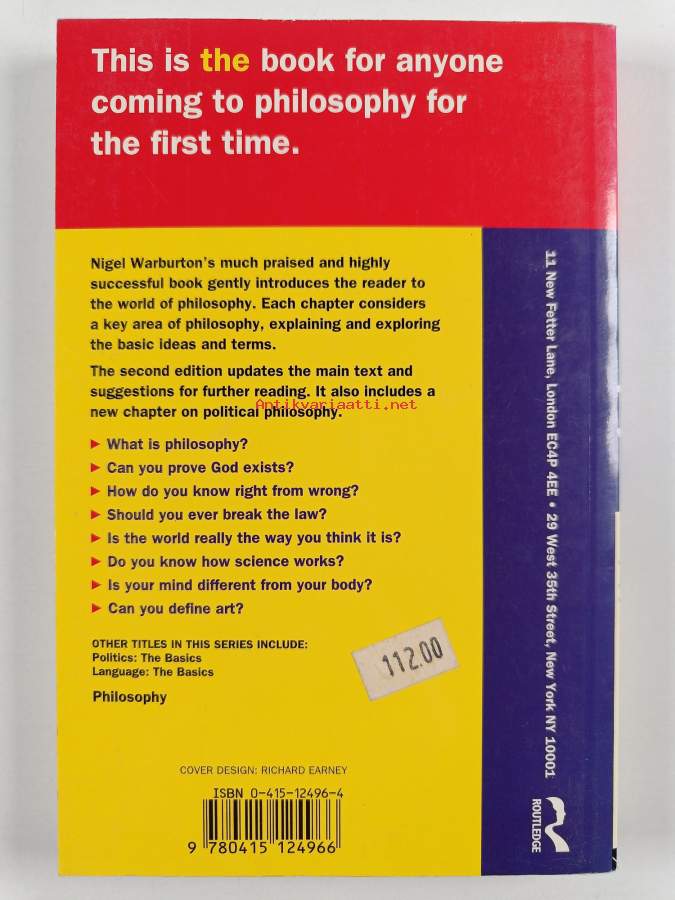 This is the book for anyone
coming to philosophy for
the first time.
Nigel Warburton's much praised and highly
successful book gently introduces the reader to
the world of philosophy. Each chapter considers
a key area of philosophy, explaining and exploring
the basic ideas and terms.
The second edition updates the main text and
suggestions for further reading. It also includes a
new chapter on political philosophy.
Antikvariaatti.net
► What is philosophy?
► Can you prove God exists?
► How do you know right from wrong?
► Should you ever break the law?
► Is the world really the way you think it is?
► Do you know how science works?
► Is your mind different from your body?
► Can you define art?
OTHER TITLES IN THIS SERIES INCLUDE:
Politics: The Basics
Language: The Basics
Philosophy
112.00
COVER DESIGN: RICHARD EARNEY
ISBN 0-415-12496-4
9 780415 124966
11 New Fetter Lane, London EC4P 4EE • 29 West 35th Street, New York NY 10001
ROUTLEDGE